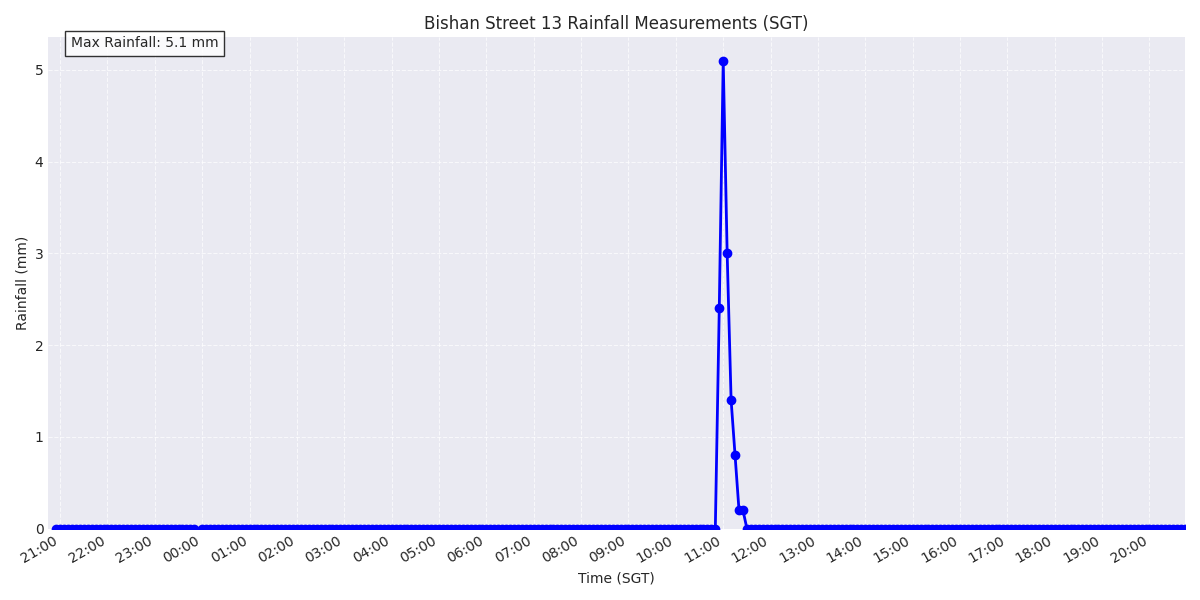 Bishan Street 13 Rainfall Measurements (SGT)
Max Rainfall: 5.1 mm
5
4
3
2
1
0
Rainfall (mm)
21:00 22:00 23:00 00:00 01:00 02:00 03:00 04:00 05:00 06:00 07:00 08:00 09:00 10:00 11:00 12:00 13:00 14:00 15:00 16:00 17:00 18:00 19:00 20:00
Time (SGT)